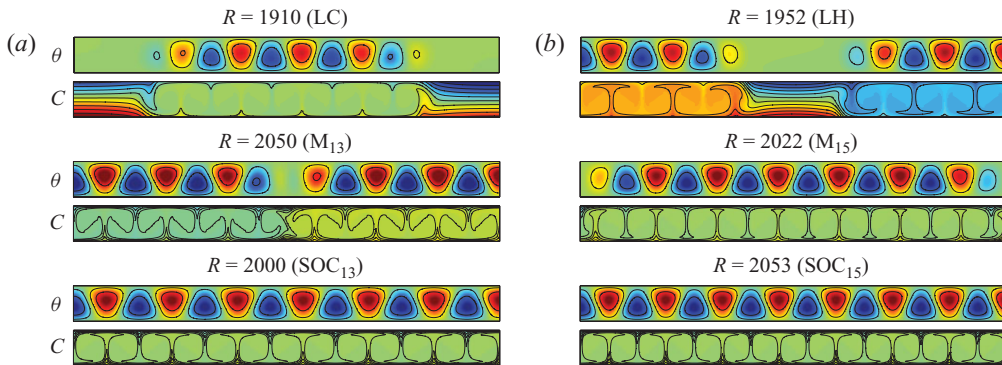 R = 1910 (LC)
R = 1952 (LH)
(a)
(b)
θ
θ
C
C
R = 2050 (M₁₃)
R = 2022 (M₁₅)
θ
θ
C
C
R = 2000 (SOC₁₃)
R = 2053 (SOC₁₅)
θ
θ
C
C